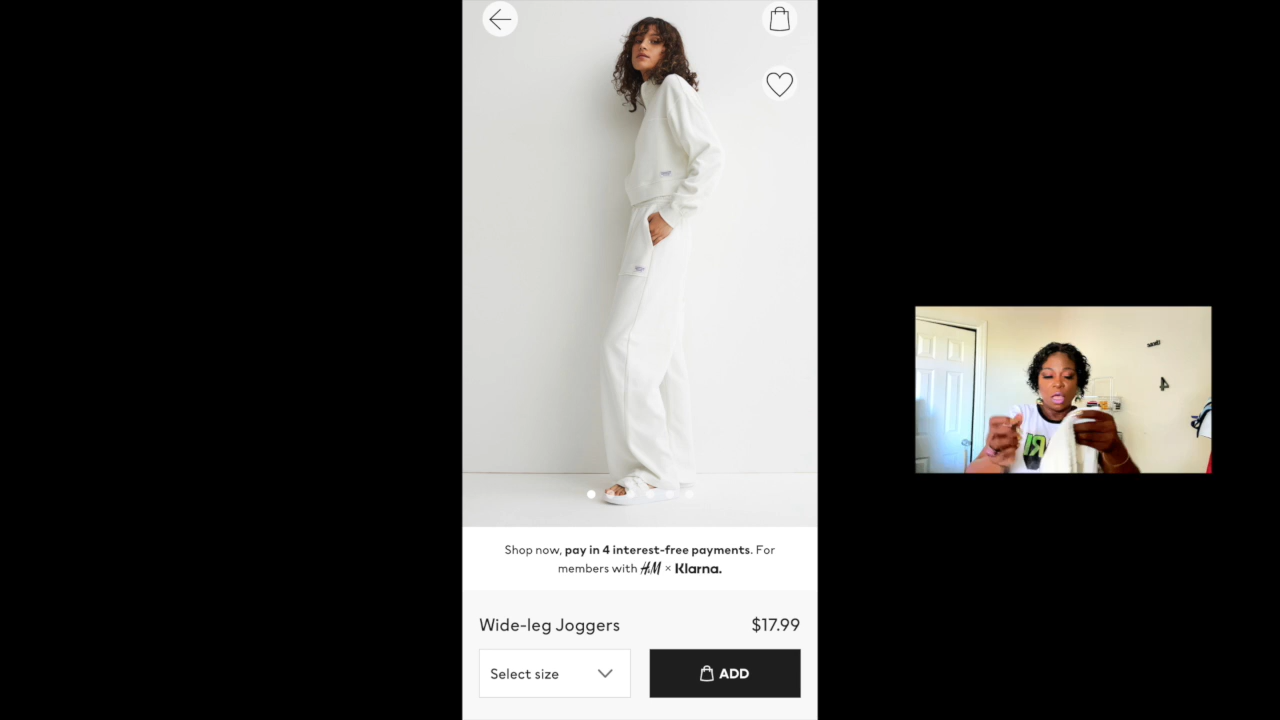 Shop now, pay in 4 interest-free payments. For
members with H&M × Klarna.
Wide-leg Joggers
$17.99
Select size
ADD
4